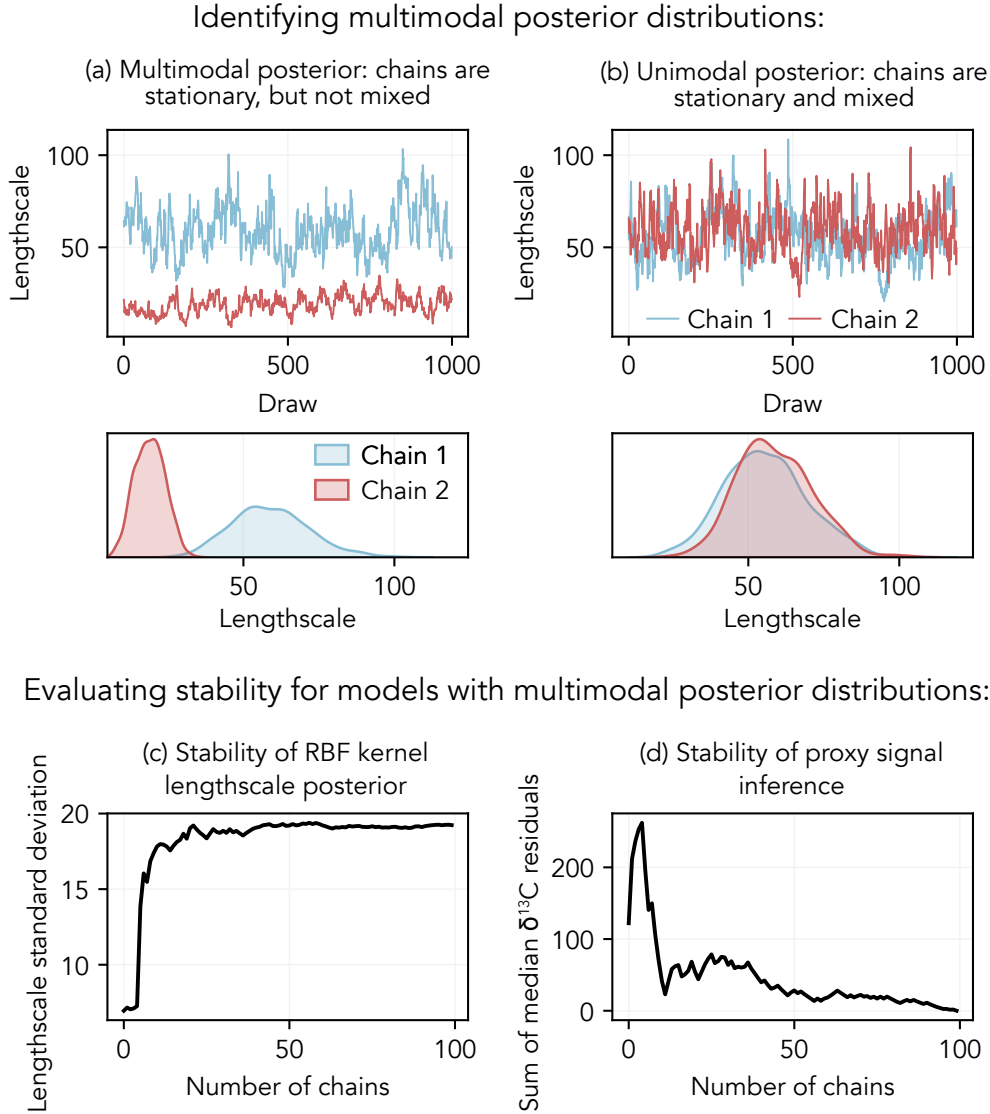 Identifying multimodal posterior distributions:
(a) Multimodal posterior: chains are
stationary, but not mixed
Lengthscale
100
50
0
500
1000
Draw
Chain 1
Chain 2
50
100
Lengthscale
(b) Unimodal posterior: chains are
stationary and mixed
Lengthscale
100
50
Chain 1
Chain 2
0
500
1000
Draw
50
100
Lengthscale
Evaluating stability for models with multimodal posterior distributions:
(c) Stability of RBF kernel
lengthscale posterior
Lengthscale standard deviation
20
15
10
0
50
100
Number of chains
(d) Stability of proxy signal
inference
Sum of median δ¹³C residuals
200
100
0
0
50
100
Number of chains